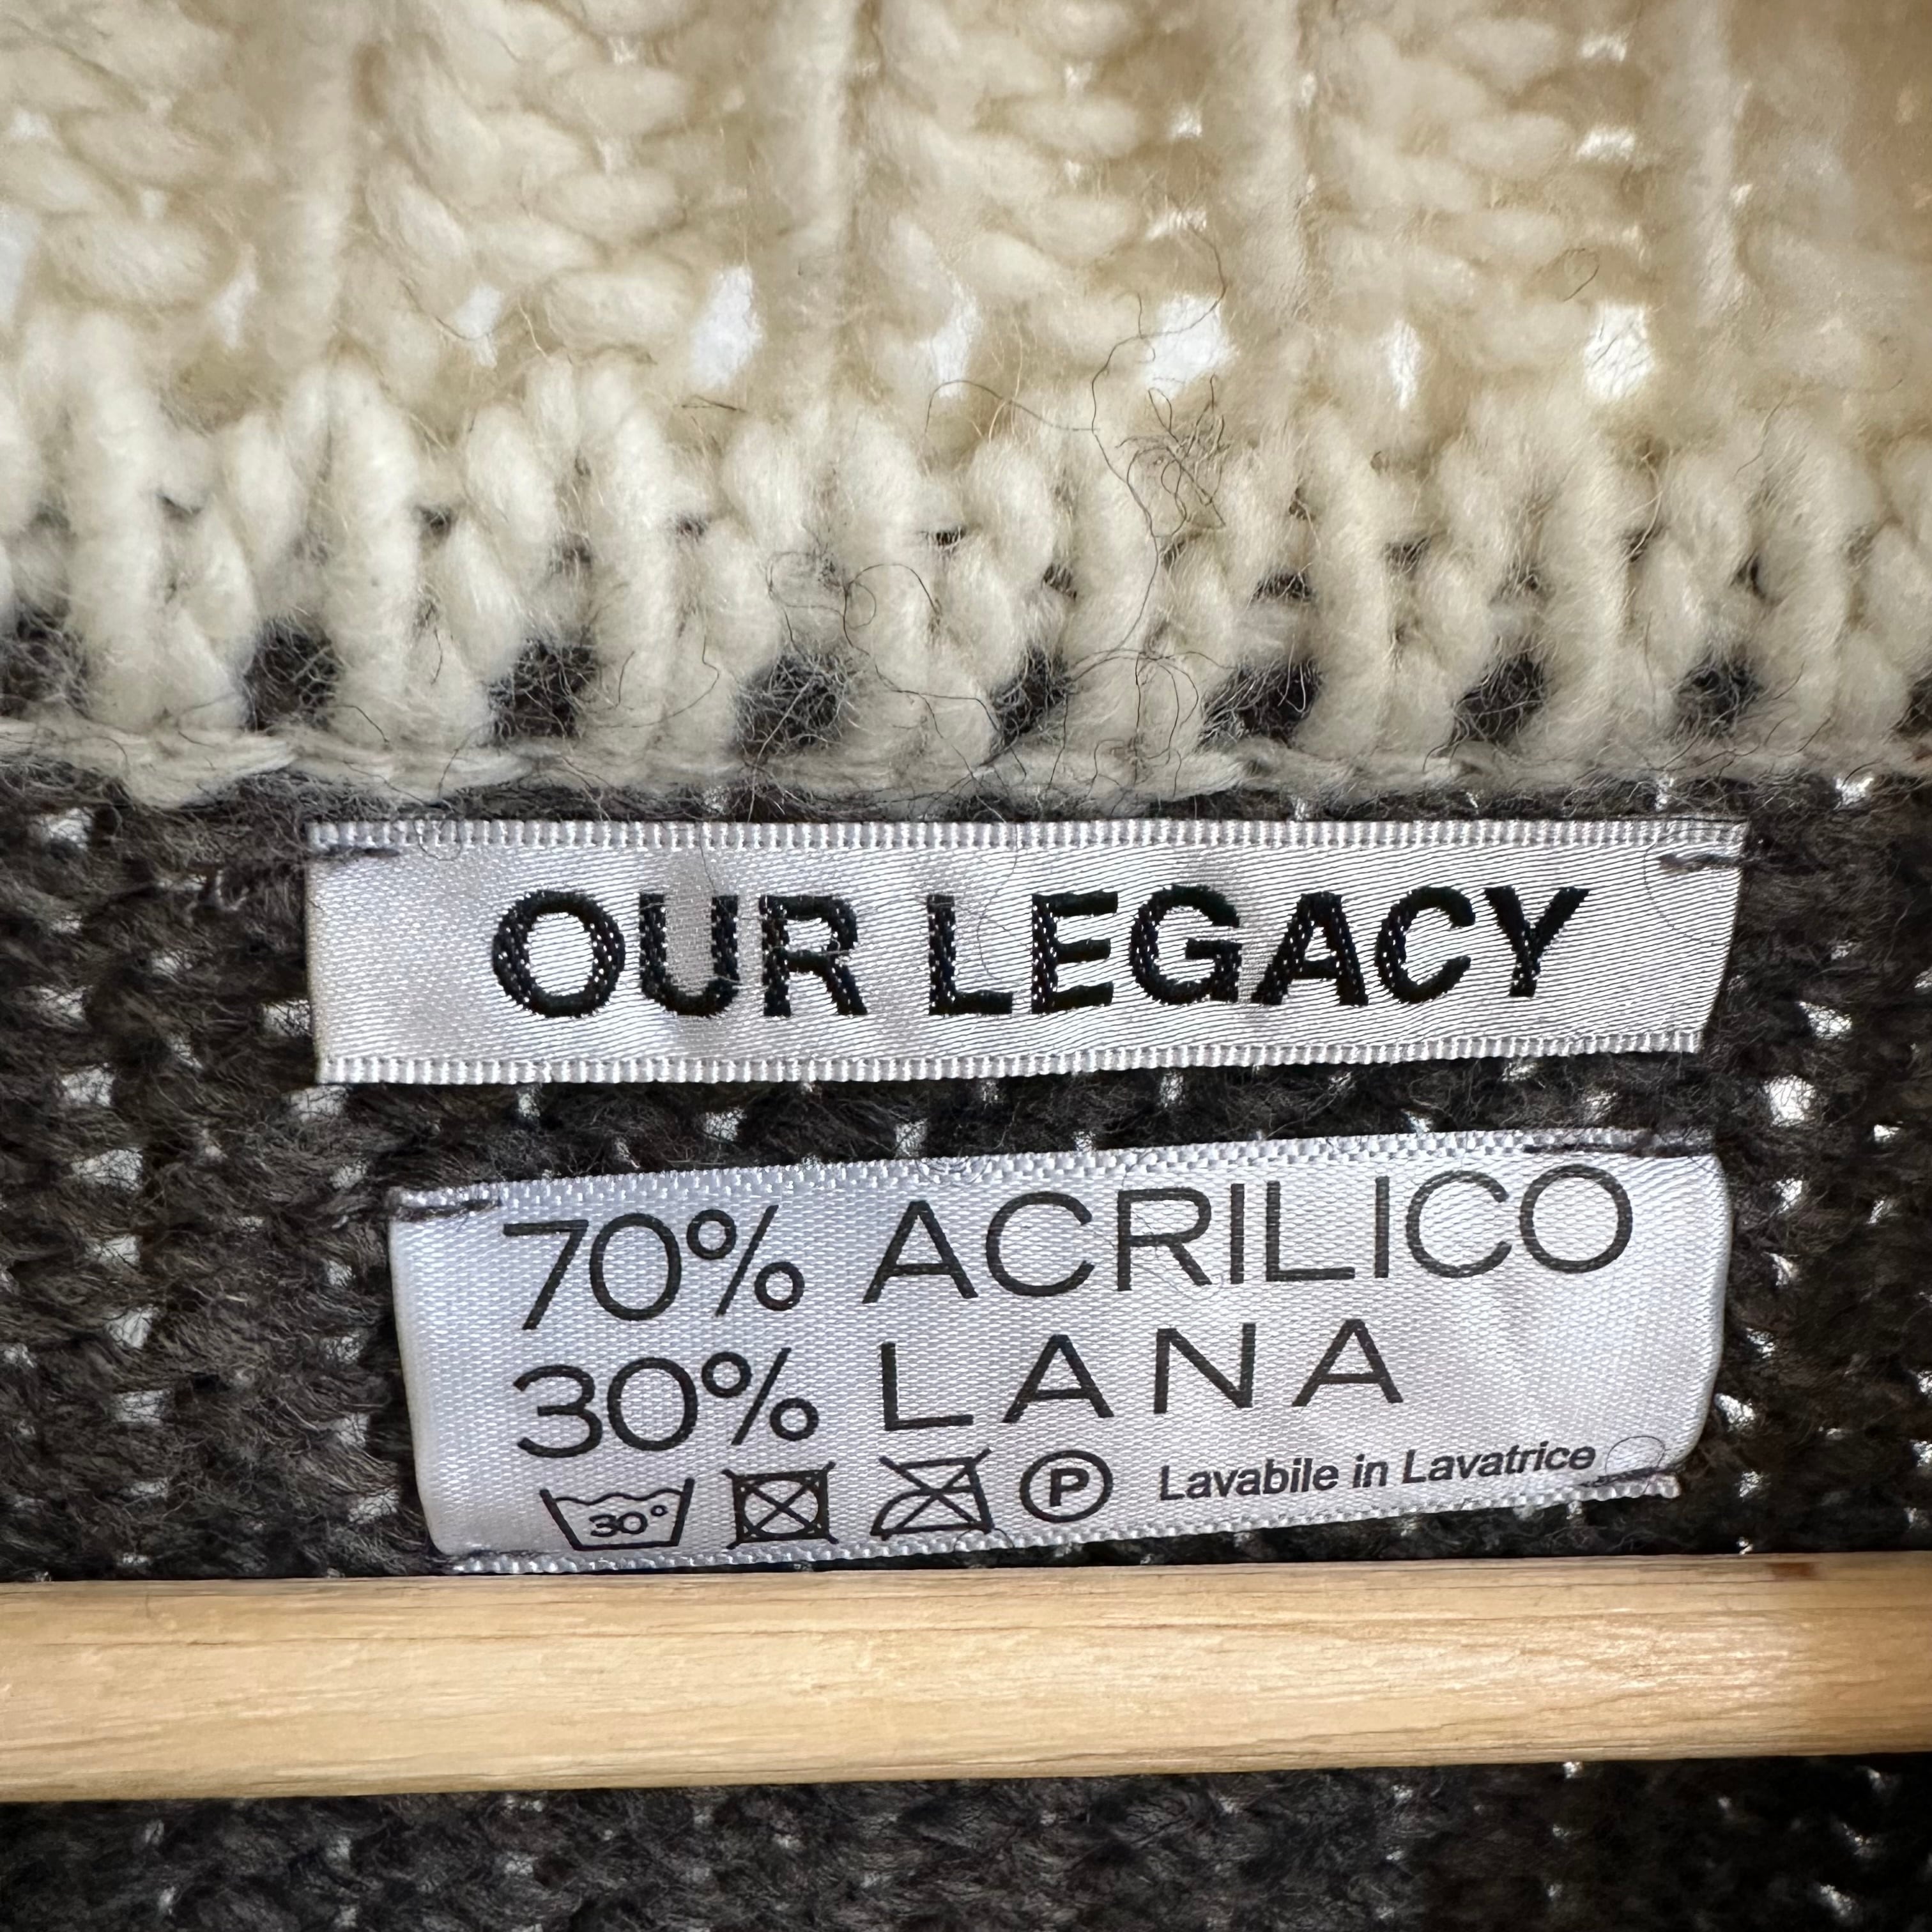 OUR LEGACY
70% ACRILICO
30% LANA
30° P Lavabile in Lavatrice